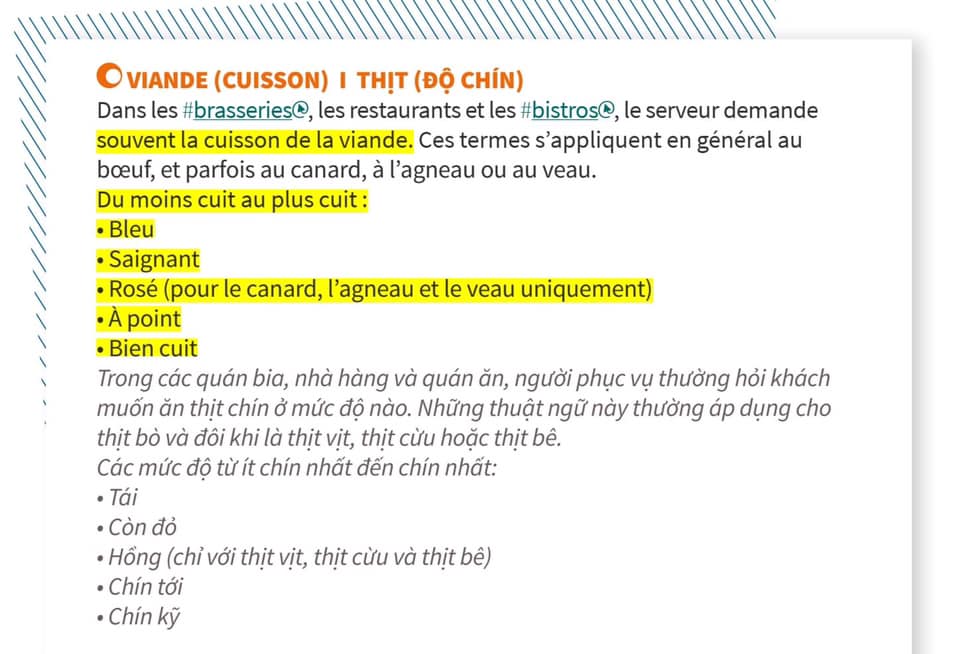 VIANDE (CUISSON) I THỊT (ĐỘ CHÍN)
Dans les #brasseries, les restaurants et les #bistros, le serveur demande
souvent la cuisson de la viande. Ces termes s’appliquent en général au
bœuf, et parfois au canard, à l’agneau ou au veau.
Du moins cuit au plus cuit :
• Bleu
• Saignant
• Rosé (pour le canard, l’agneau et le veau uniquement)
• À point
• Bien cuit
Trong các quán bia, nhà hàng và quán ăn, người phục vụ thường hỏi khách
muốn ăn thịt chín ở mức độ nào. Những thuật ngữ này thường áp dụng cho
thịt bò và đôi khi là thịt vịt, thịt cừu hoặc thịt bê.
Các mức độ từ ít chín nhất đến chín nhất:
• Tái
• Còn đỏ
• Hồng (chỉ với thịt vịt, thịt cừu và thịt bê)
• Chín tới
• Chín kỹ